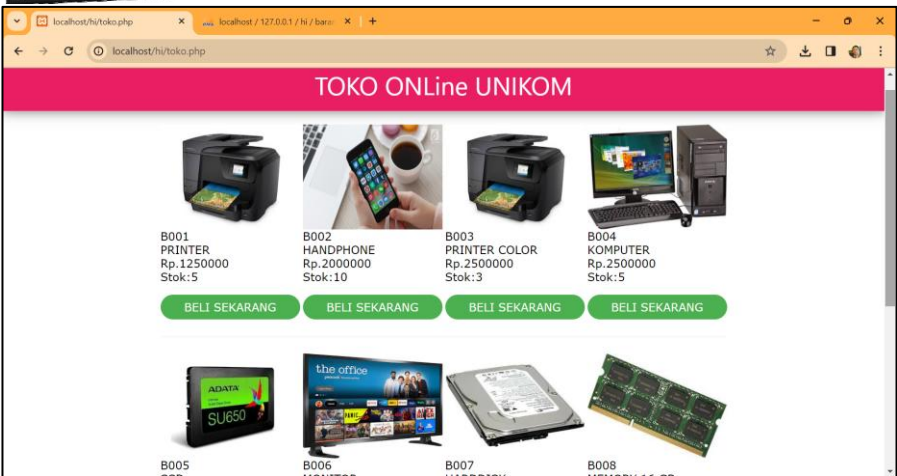 localhost/hi/toko.php
localhost / 127.0.0.1 / hi / baran
localhost/hi/toko.php
TOKO ONLine UNIKOM
B001
PRINTER
Rp.1250000
Stok:5
BELI SEKARANG
B002
HANDPHONE
Rp.2000000
Stok:10
BELI SEKARANG
B003
PRINTER COLOR
Rp.2500000
Stok:3
BELI SEKARANG
B004
KOMPUTER
Rp.2500000
Stok:5
BELI SEKARANG
ADATA
SU650
B005
the office
B006
MONITOR
B007
B008